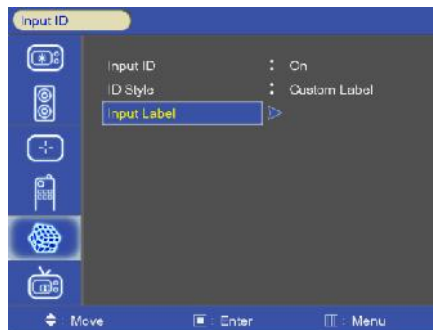 Input ID
Input ID : On
ID Style : Custom Label
Input Label
: Move : Enter : Menu